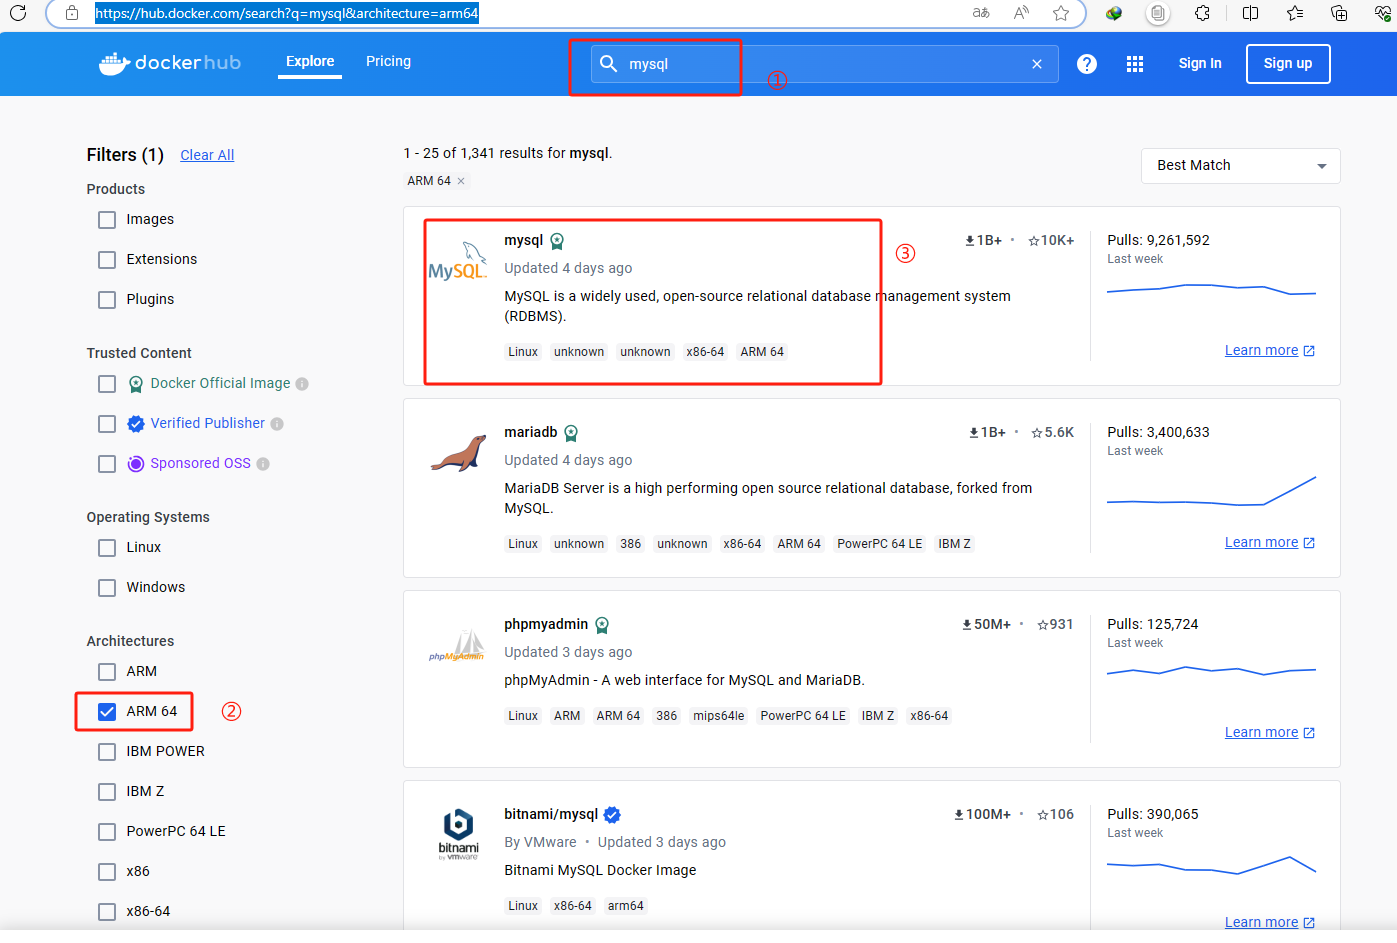 https://hub.docker.com/search?q=mysql&architecture=arm64
dockerhub
Explore
Pricing
mysql
①
Sign In
Sign up
Filters (1)
Clear All
Products
Images
Extensions
Plugins
Trusted Content
Docker Official Image
Verified Publisher
Sponsored OSS
Operating Systems
Linux
Windows
Architectures
ARM
ARM 64
②
IBM POWER
IBM Z
PowerPC 64 LE
x86
x86-64
1 - 25 of 1,341 results for mysql.
ARM 64
Best Match
MySQL
mysql
1B+ • 10K+
③
Updated 4 days ago
MySQL is a widely used, open-source relational database management system
(RDBMS).
Linux unknown unknown x86-64 ARM 64
Pulls: 9,261,592
Last week
Learn more
mariadb
1B+ • 5.6K
Updated 4 days ago
MariaDB Server is a high performing open source relational database, forked from
MySQL.
Linux unknown 386 unknown x86-64 ARM 64 PowerPC 64 LE IBM Z
Pulls: 3,400,633
Last week
Learn more
phpMyAdmin
phpmyadmin
50M+ • 931
Updated 3 days ago
phpMyAdmin - A web interface for MySQL and MariaDB.
Linux ARM ARM 64 386 mips64le PowerPC 64 LE IBM Z x86-64
Pulls: 125,724
Last week
Learn more
bitnami
by vmware
bitnami/mysql
100M+ • 106
By VMware • Updated 3 days ago
Bitnami MySQL Docker Image
Linux x86-64 arm64
Pulls: 390,065
Last week
Learn more